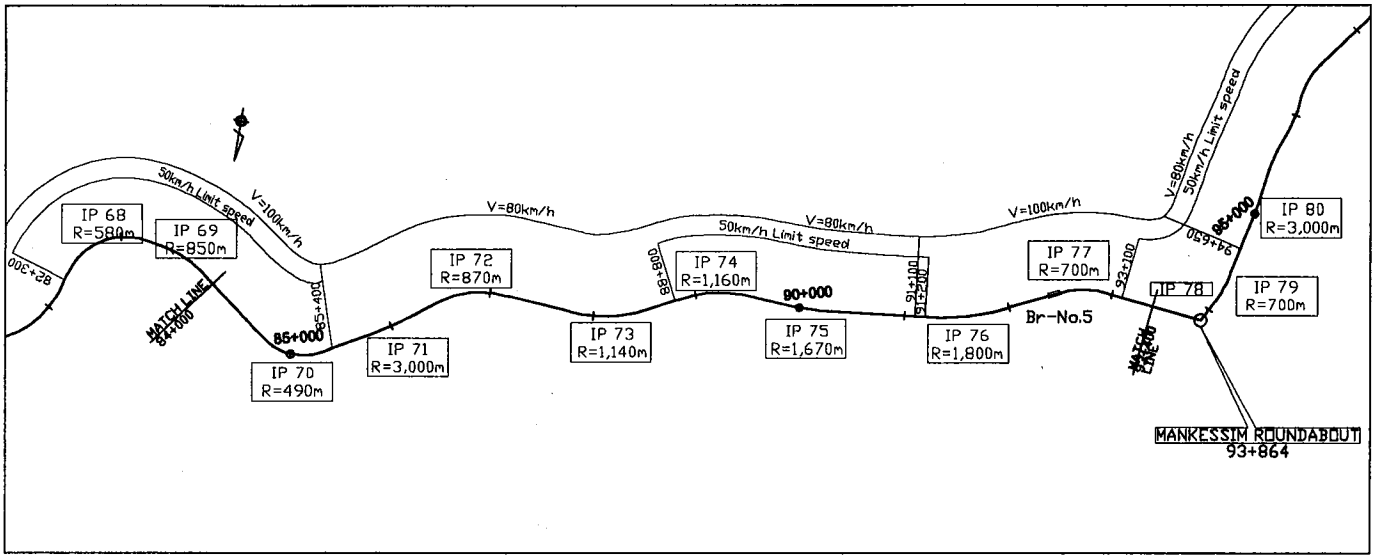 50km/h Limit speed
V=100km/h
IP 68
R=580m
IP 69
R=850m
82+300
MATCH LINE
84+000
85+000
85+400
IP 70
R=490m
IP 71
R=3,000m
V=80km/h
IP 72
R=870m
IP 73
R=1,140m
88+800
50km/h Limit speed
V=80km/h
IP 74
R=1,160m
90+000
IP 75
R=1,670m
91+100
91+200
IP 76
R=1,800m
V=100km/h
IP 77
R=700m
Br-No.5
93+100
IP 78
MATCH
LINE
V=80km/h
50km/h Limit speed
94+650
95+000
IP 80
R=3,000m
IP 79
R=700m
MANKESSIM ROUNDABOUT
93+864